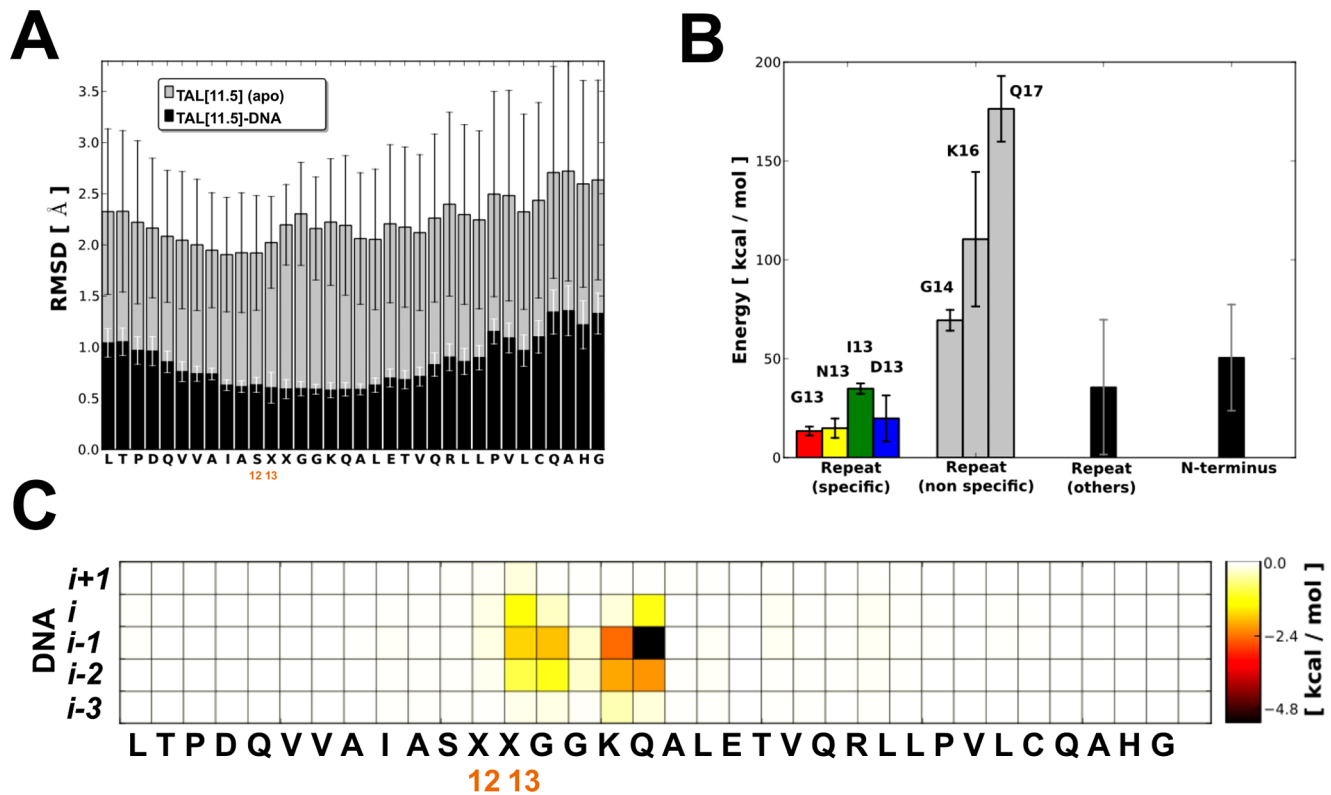 A
RMSD [ Å ]
3.5
3.0
2.5
2.0
1.5
1.0
0.5
0.0
TAL[11.5] (apo)
TAL[11.5]-DNA
L T P D Q V V A I A S X X G G K Q A L E T V Q R L L P V L C Q A H G
12 13
B
Energy [ kcal / mol ]
200
150
100
50
0
G13
N13
I13
D13
G14
K16
Q17
Repeat
(specific)
Repeat
(non specific)
Repeat
(others)
N-terminus
C
DNA
i+1
i
i-1
i-2
i-3
L T P D Q V V A I A S X X G G K Q A L E T V Q R L L P V L C Q A H G
12 13
0.0
−2.4
−4.8
[ kcal / mol ]